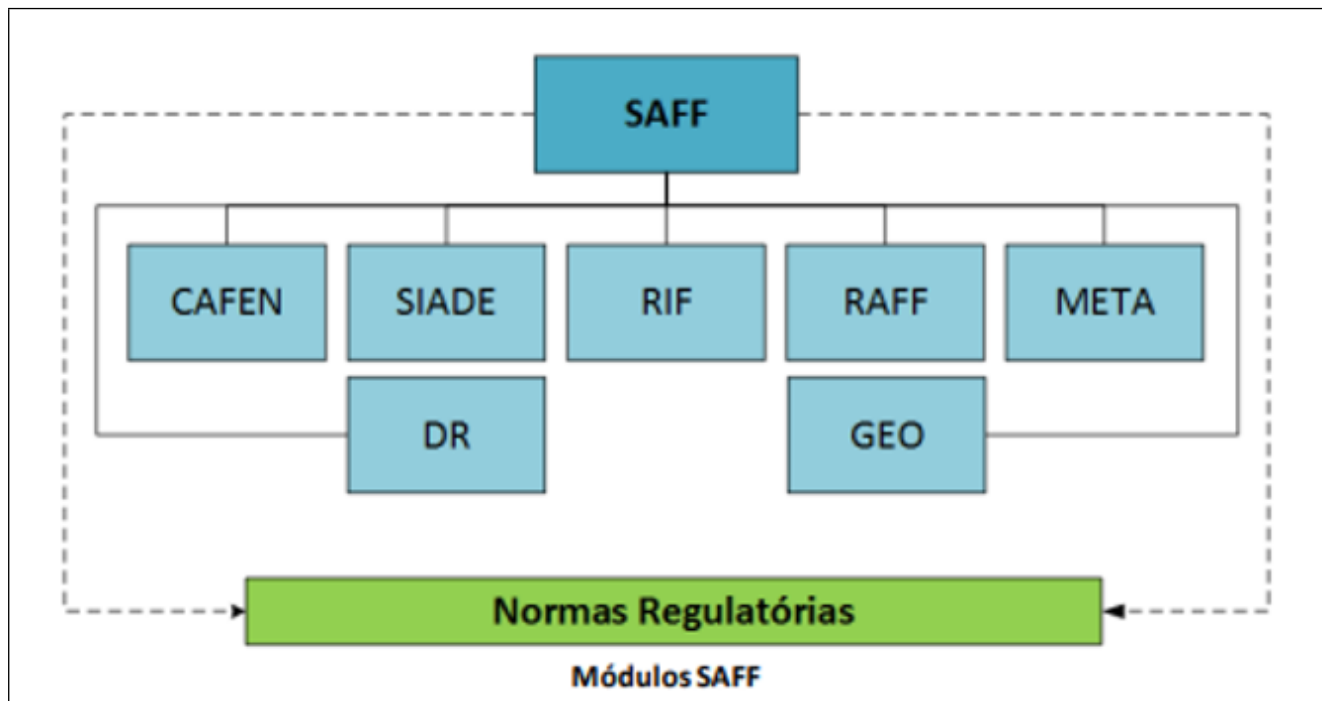 SAFF
CAFEN
SIADE
RIF
RAFF
META
DR
GEO
Normas Regulatórias
Módulos SAFF